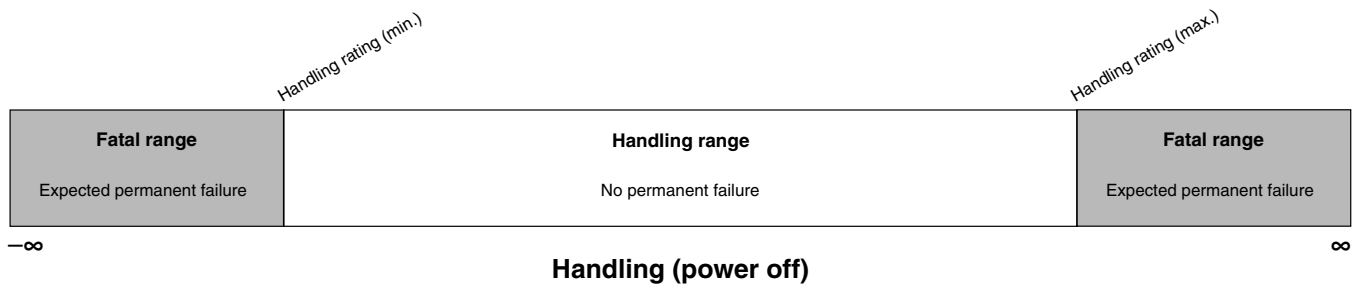 Handling rating (min.)
Handling rating (max.)
Fatal range
Handling range
Fatal range
Expected permanent failure
No permanent failure
Expected permanent failure
–∞
∞
Handling (power off)